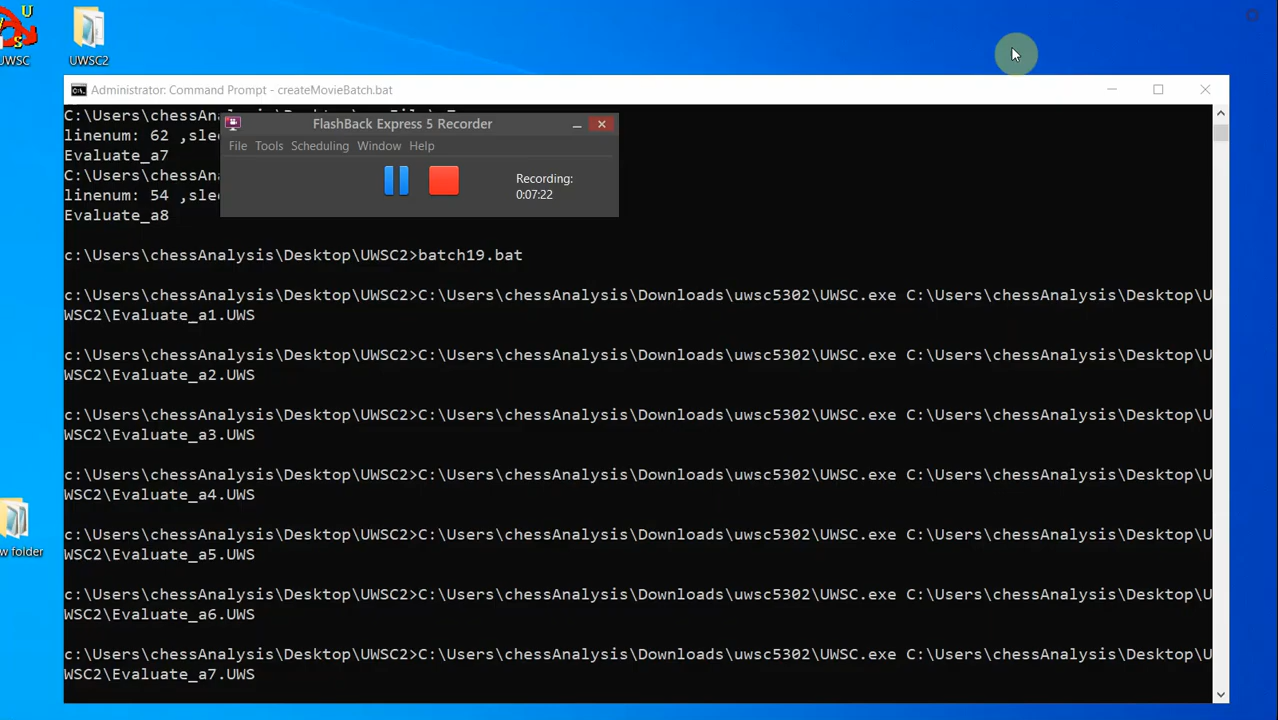 U
S
UWSC
UWSC2
Administrator: Command Prompt - createMovieBatch.bat
C:\Users\chess
linenum: 62 ,slee
Evaluate_a7
C:\Users\chessAna
linenum: 54 ,slee
Evaluate_a8
FlashBack Express 5 Recorder
File Tools Scheduling Window Help
Recording:
0:07:22
c:\Users\chessAnalysis\Desktop\UWSC2>batch19.bat
c:\Users\chessAnalysis\Desktop\UWSC2>C:\Users\chessAnalysis\Downloads\uwsc5302\UWSC.exe C:\Users\chessAnalysis\Desktop\U
WSC2\Evaluate_a1.UWS
c:\Users\chessAnalysis\Desktop\UWSC2>C:\Users\chessAnalysis\Downloads\uwsc5302\UWSC.exe C:\Users\chessAnalysis\Desktop\U
WSC2\Evaluate_a2.UWS
c:\Users\chessAnalysis\Desktop\UWSC2>C:\Users\chessAnalysis\Downloads\uwsc5302\UWSC.exe C:\Users\chessAnalysis\Desktop\U
WSC2\Evaluate_a3.UWS
c:\Users\chessAnalysis\Desktop\UWSC2>C:\Users\chessAnalysis\Downloads\uwsc5302\UWSC.exe C:\Users\chessAnalysis\Desktop\U
WSC2\Evaluate_a4.UWS
c:\Users\chessAnalysis\Desktop\UWSC2>C:\Users\chessAnalysis\Downloads\uwsc5302\UWSC.exe C:\Users\chessAnalysis\Desktop\U
WSC2\Evaluate_a5.UWS
c:\Users\chessAnalysis\Desktop\UWSC2>C:\Users\chessAnalysis\Downloads\uwsc5302\UWSC.exe C:\Users\chessAnalysis\Desktop\U
WSC2\Evaluate_a6.UWS
c:\Users\chessAnalysis\Desktop\UWSC2>C:\Users\chessAnalysis\Downloads\uwsc5302\UWSC.exe C:\Users\chessAnalysis\Desktop\U
WSC2\Evaluate_a7.UWS
w folder